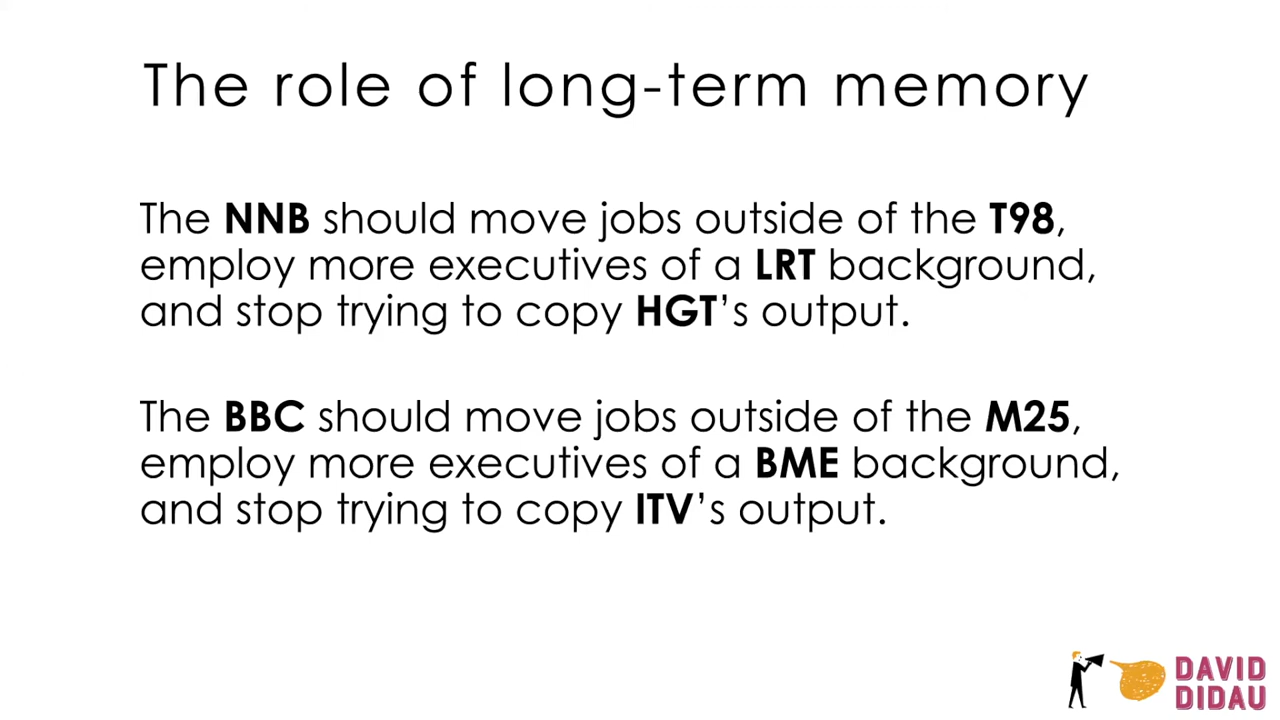 The role of long-term memory
The NNB should move jobs outside of the T98,
employ more executives of a LRT background,
and stop trying to copy HGT’s output.
The BBC should move jobs outside of the M25,
employ more executives of a BME background,
and stop trying to copy ITV’s output.
DAVID
DIDAU